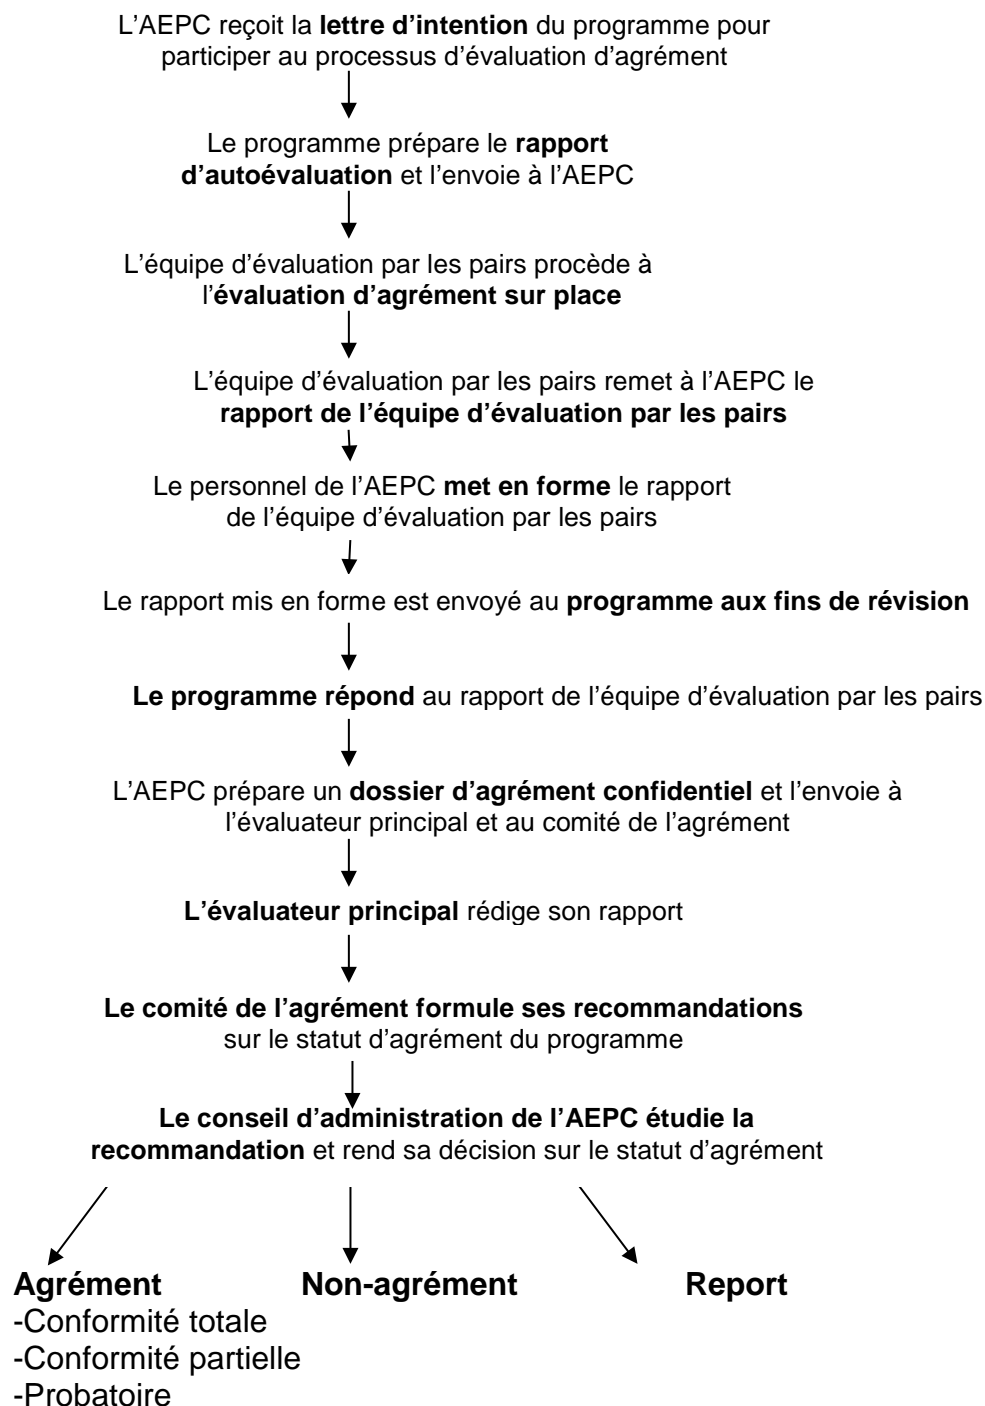 L’AEPC reçoit la lettre d’intention du programme pour
participer au processus d’évaluation d’agrément
Le programme prépare le rapport
d’autoévaluation et l’envoie à l’AEPC
L’équipe d’évaluation par les pairs procède à
l’évaluation d’agrément sur place
L’équipe d’évaluation par les pairs remet à l’AEPC le
rapport de l’équipe d’évaluation par les pairs
Le personnel de l’AEPC met en forme le rapport
de l’équipe d’évaluation par les pairs
Le rapport mis en forme est envoyé au programme aux fins de révision
Le programme répond au rapport de l’équipe d’évaluation par les pairs
L’AEPC prépare un dossier d’agrément confidentiel et l’envoie à
l’évaluateur principal et au comité de l’agrément
L’évaluateur principal rédige son rapport
Le comité de l’agrément formule ses recommandations
sur le statut d’agrément du programme
Le conseil d’administration de l’AEPC étudie la
recommandation et rend sa décision sur le statut d’agrément
Agrément Non-agrément Report
-Conformité totale
-Conformité partielle
-Probatoire